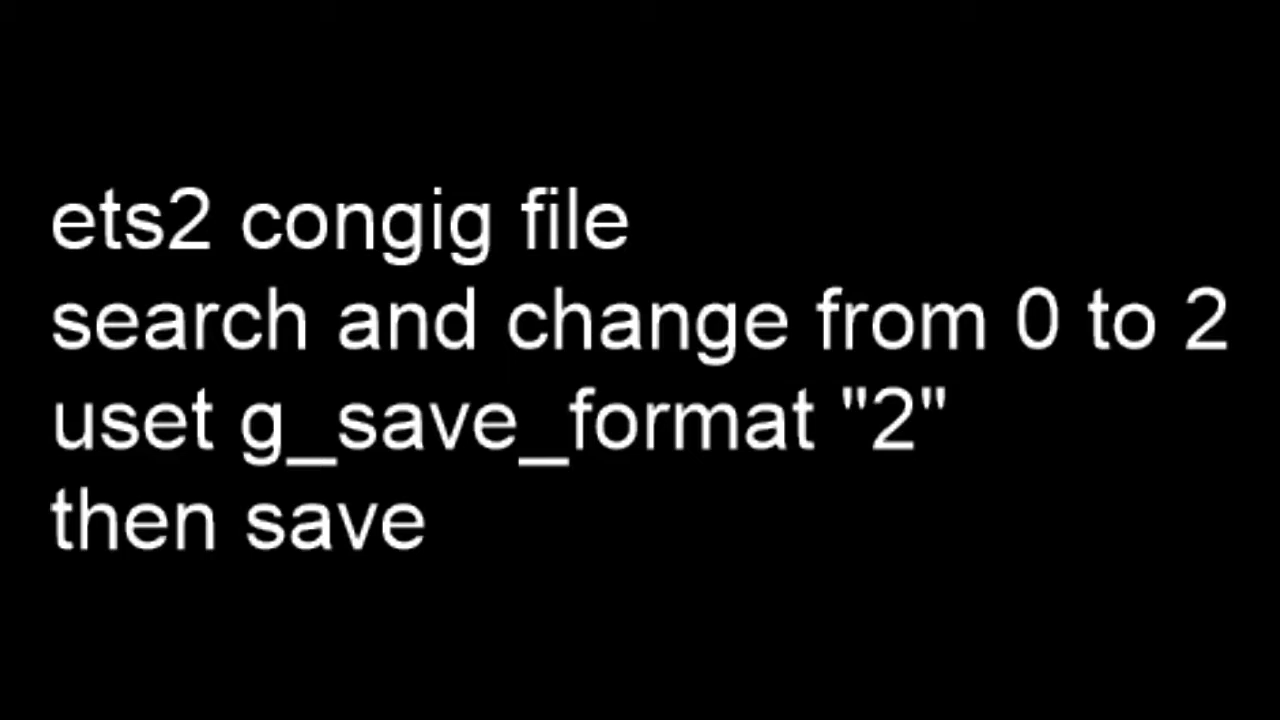 ets2 congig file
search and change from 0 to 2
uset g_save_format "2"
then save